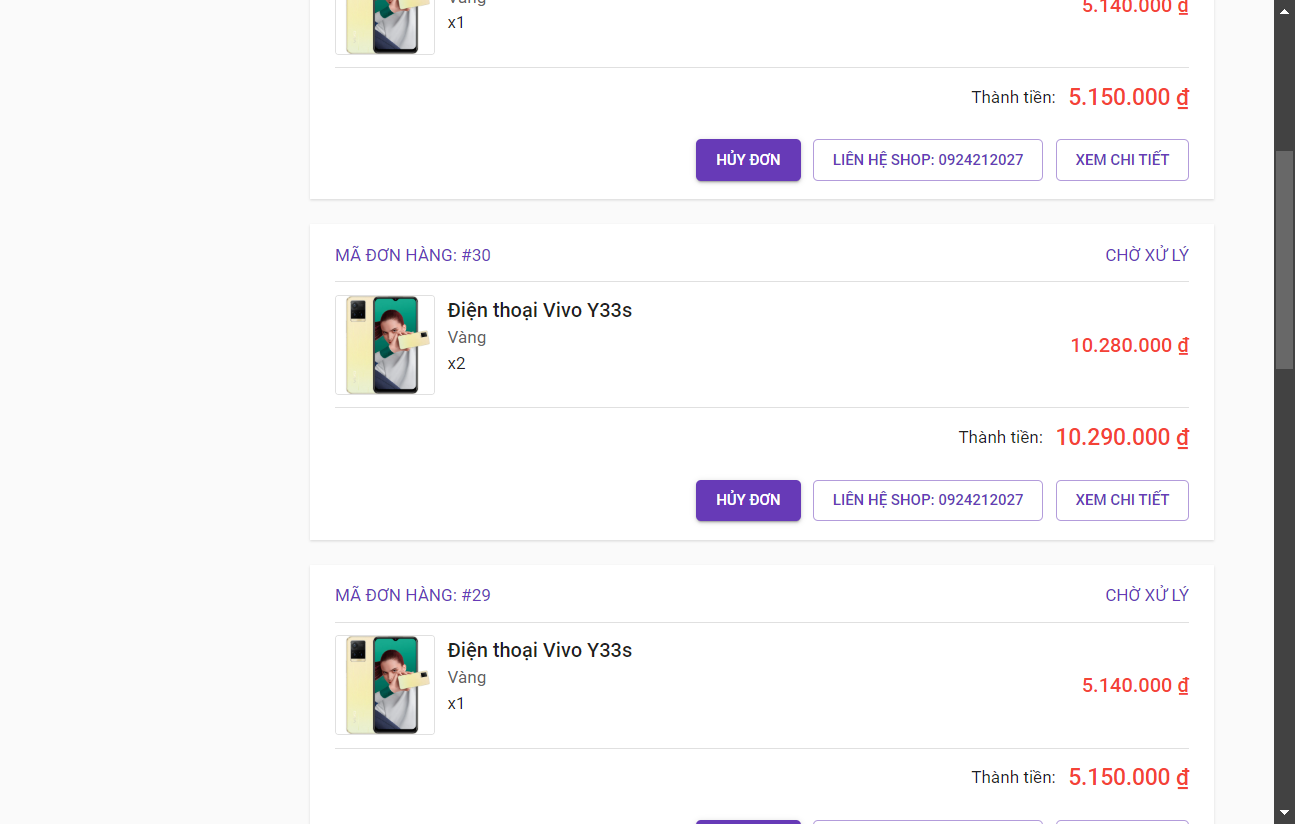 Vàng
5.140.000 ₫
x1
Thành tiền: 5.150.000 ₫
HỦY ĐƠN LIÊN HỆ SHOP: 0924212027 XEM CHI TIẾT
MÃ ĐƠN HÀNG: #30 CHỜ XỬ LÝ
Điện thoại Vivo Y33s
Vàng
10.280.000 ₫
x2
Thành tiền: 10.290.000 ₫
HỦY ĐƠN LIÊN HỆ SHOP: 0924212027 XEM CHI TIẾT
MÃ ĐƠN HÀNG: #29 CHỜ XỬ LÝ
Điện thoại Vivo Y33s
Vàng
5.140.000 ₫
x1
Thành tiền: 5.150.000 ₫